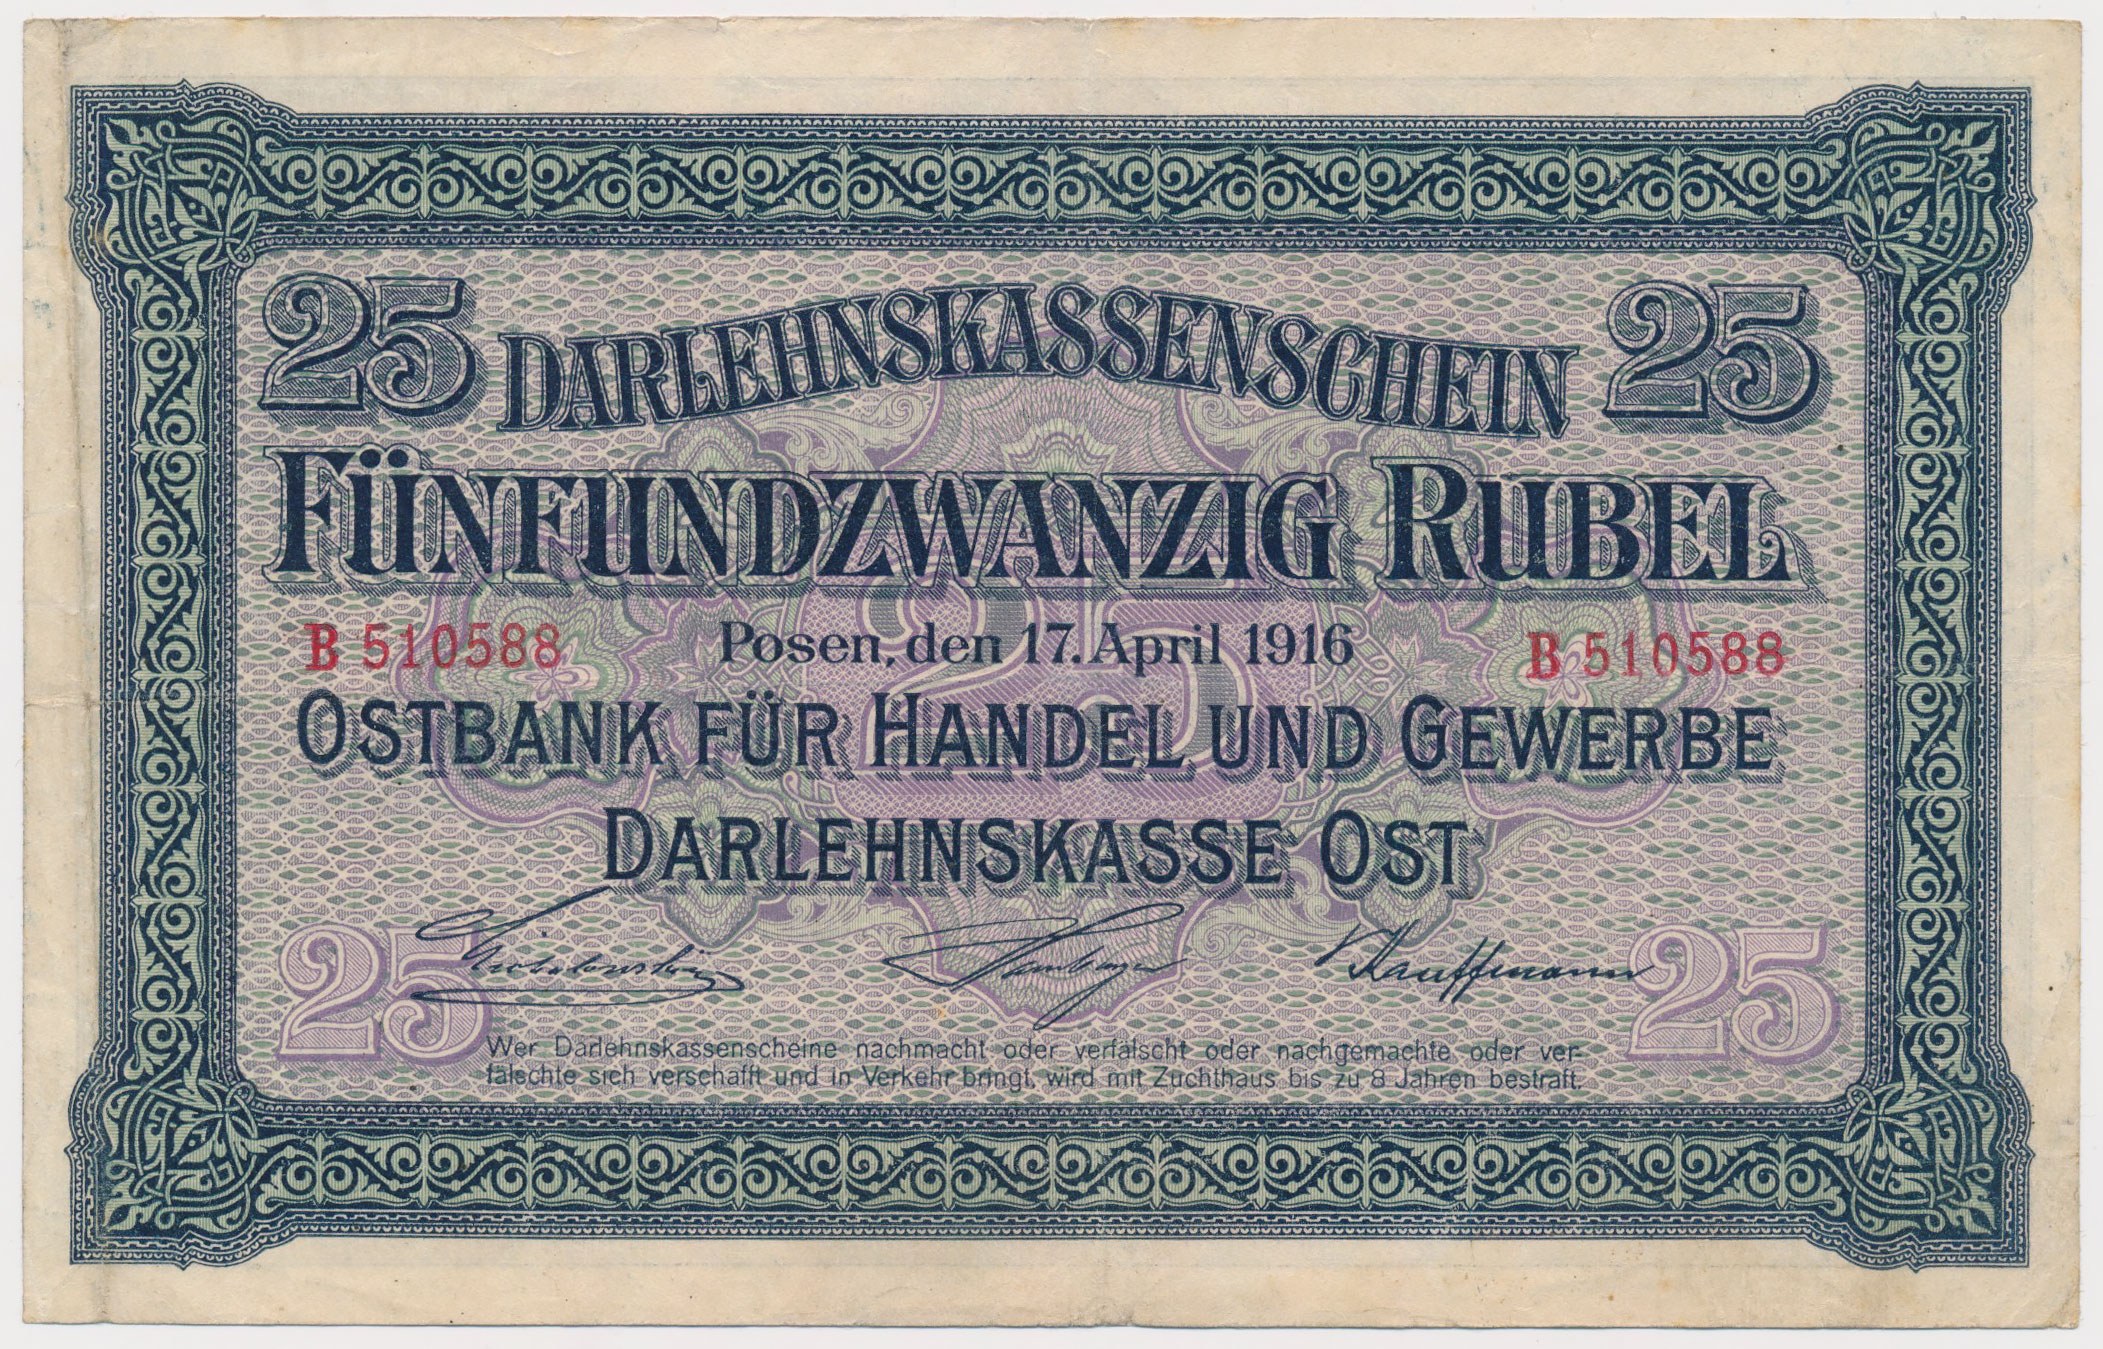 25 DARLEHNSKASSENSCHEIN 25
FÜNFUNDZWANZIG RUBEL
B 510588 Posen, den 17. April 1916 B 510588
25
OSTBANK FÜR HANDEL UND GEWERBE
DARLEHNSKASSE OST
Kauffmann
25 25
Wer Darlehnskassenscheine nachmacht oder verfälscht oder nachgemachte oder ver-
fälschte sich verschafft und in Verkehr bringt, wird mit Zuchthaus bis zu 8 Jahren bestraft.